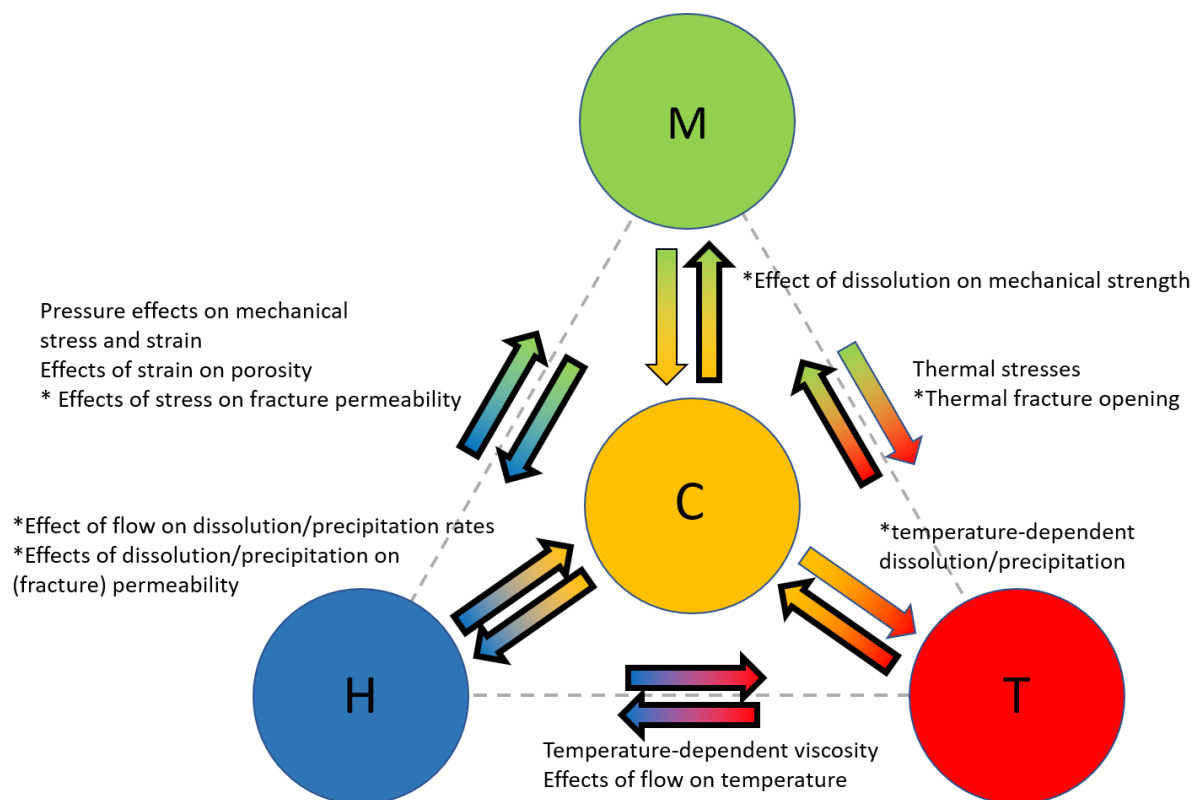 M
*Effect of dissolution on mechanical strength
Pressure effects on mechanical
stress and strain
Effects of strain on porosity
* Effects of stress on fracture permeability
Thermal stresses
*Thermal fracture opening
C
*Effect of flow on dissolution/precipitation rates
*Effects of dissolution/precipitation on
(fracture) permeability
*temperature-dependent
dissolution/precipitation
H
T
Temperature-dependent viscosity
Effects of flow on temperature